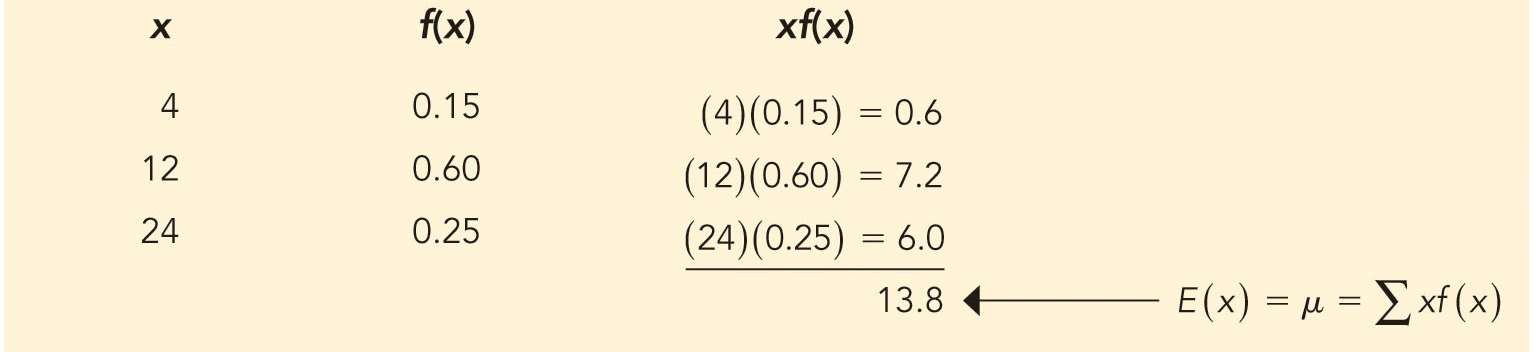 x f(x) xf(x)
4 0.15 (4)(0.15) = 0.6
12 0.60 (12)(0.60) = 7.2
24 0.25 (24)(0.25) = 6.0
13.8 ← E(x) = μ = ∑xf(x)